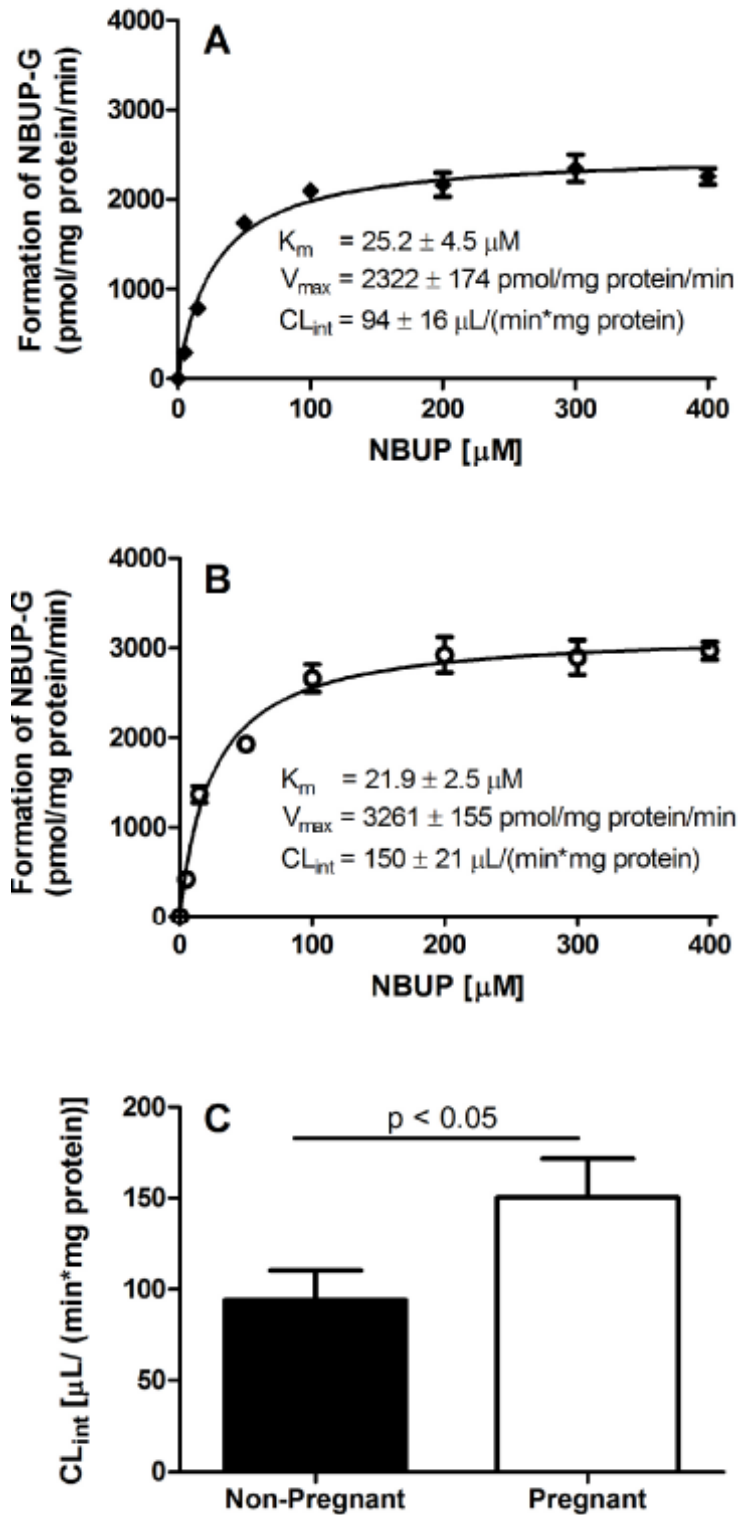 A
Formation of NBUP-G
(pmol/mg protein/min)
4000
3000
2000
1000
0
Kₘ = 25.2 ± 4.5 μM
Vₘₐₓ = 2322 ± 174 pmol/mg protein/min
CLᵢₙₜ = 94 ± 16 μL/(min*mg protein)
0 100 200 300 400
NBUP [μM]
B
Formation of NBUP-G
(pmol/mg protein/min)
4000
3000
2000
1000
0
Kₘ = 21.9 ± 2.5 μM
Vₘₐₓ = 3261 ± 155 pmol/mg protein/min
CLᵢₙₜ = 150 ± 21 μL/(min*mg protein)
0 100 200 300 400
NBUP [μM]
C
p < 0.05
CLᵢₙₜ [μL/ (min*mg protein)]
200
150
100
50
0
Non-Pregnant Pregnant